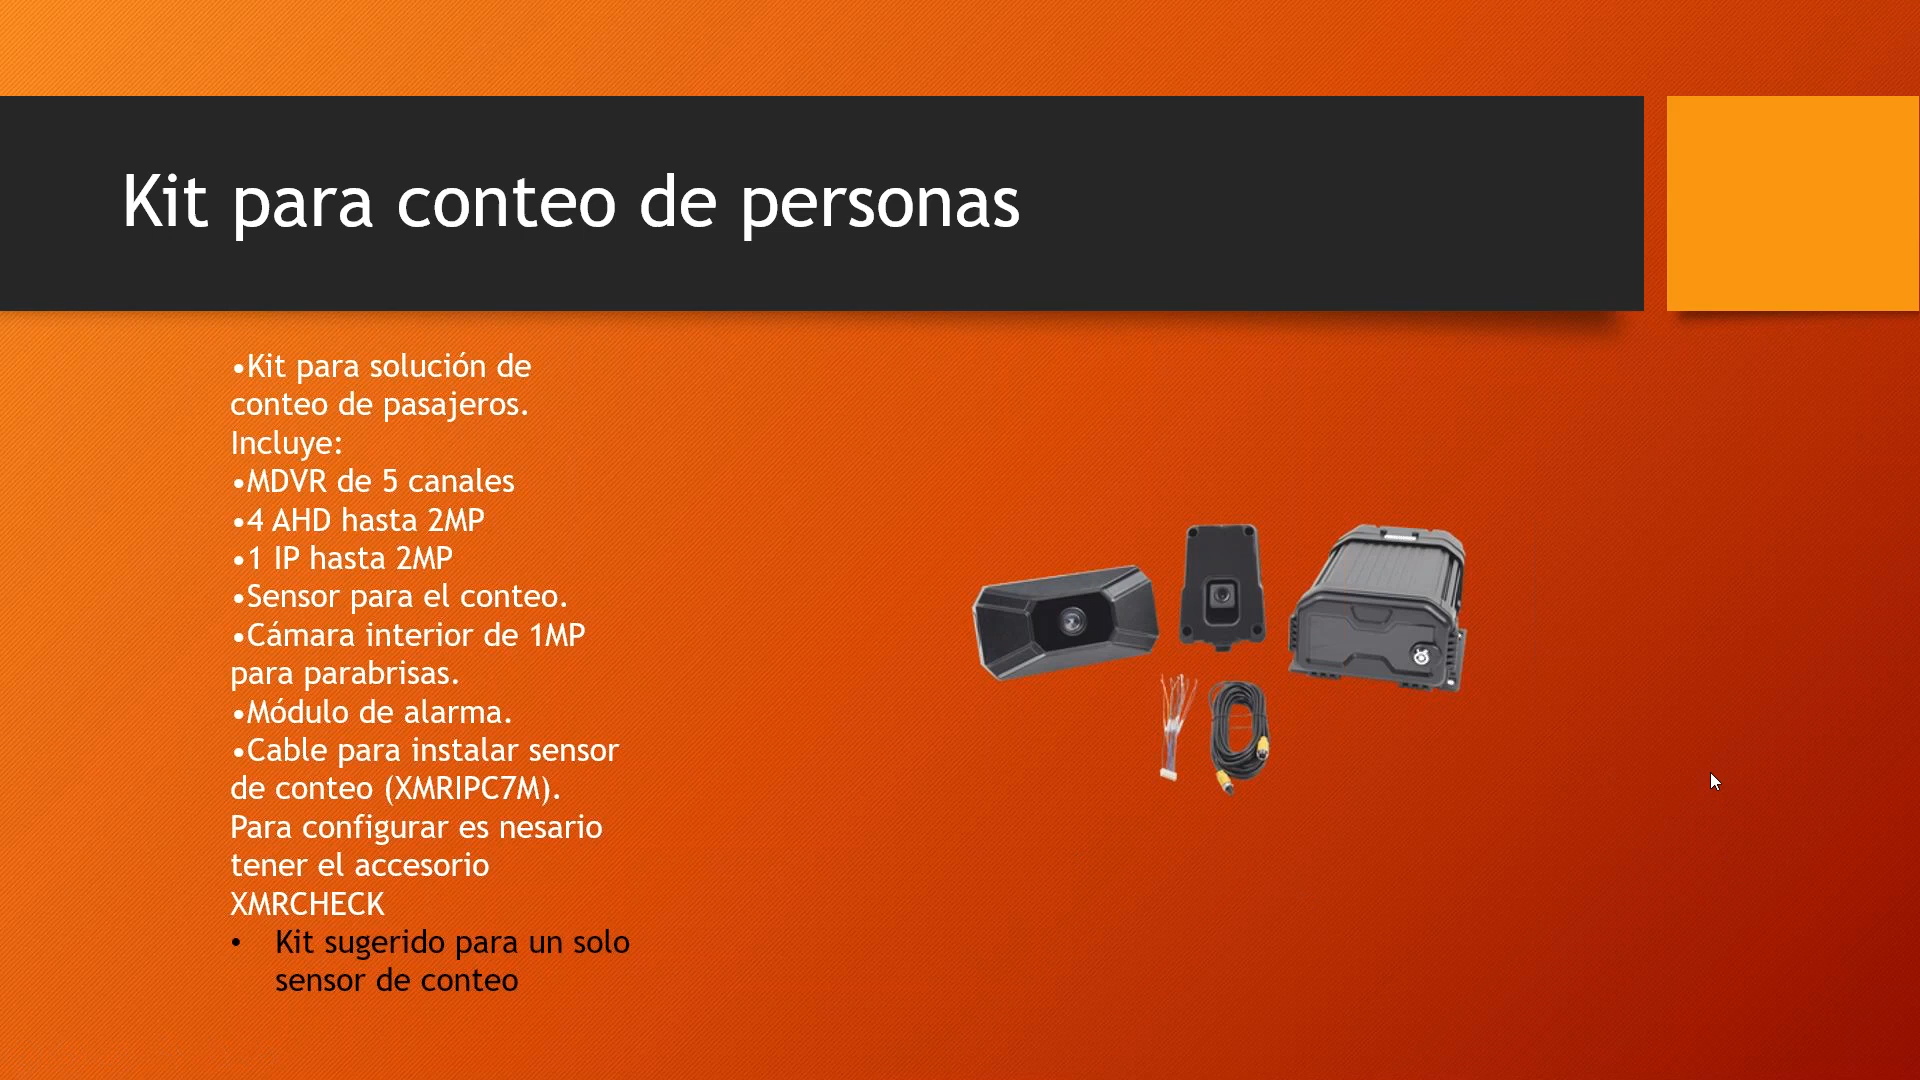 Kit para conteo de personas
•Kit para solución de
conteo de pasajeros.
Incluye:
•MDVR de 5 canales
•4 AHD hasta 2MP
•1 IP hasta 2MP
•Sensor para el conteo.
•Cámara interior de 1MP
para parabrisas.
•Módulo de alarma.
•Cable para instalar sensor
de conteo (XMRIPC7M).
Para configurar es nesario
tener el accesorio
XMRCHECK
• Kit sugerido para un solo
sensor de conteo